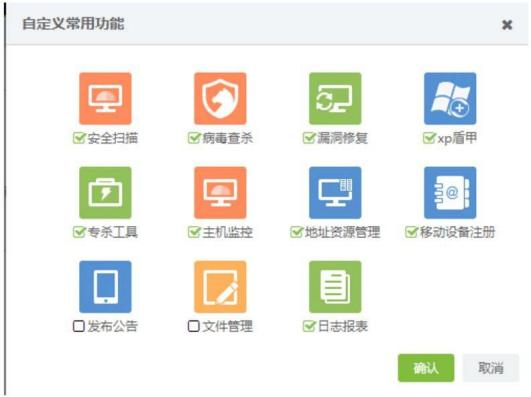 自定义常用功能
安全扫描 病毒查杀 漏洞修复 xp盾甲
专杀工具 主机监控 地址资源管理 移动设备注册
发布公告 文件管理 日志报表
确认 取消